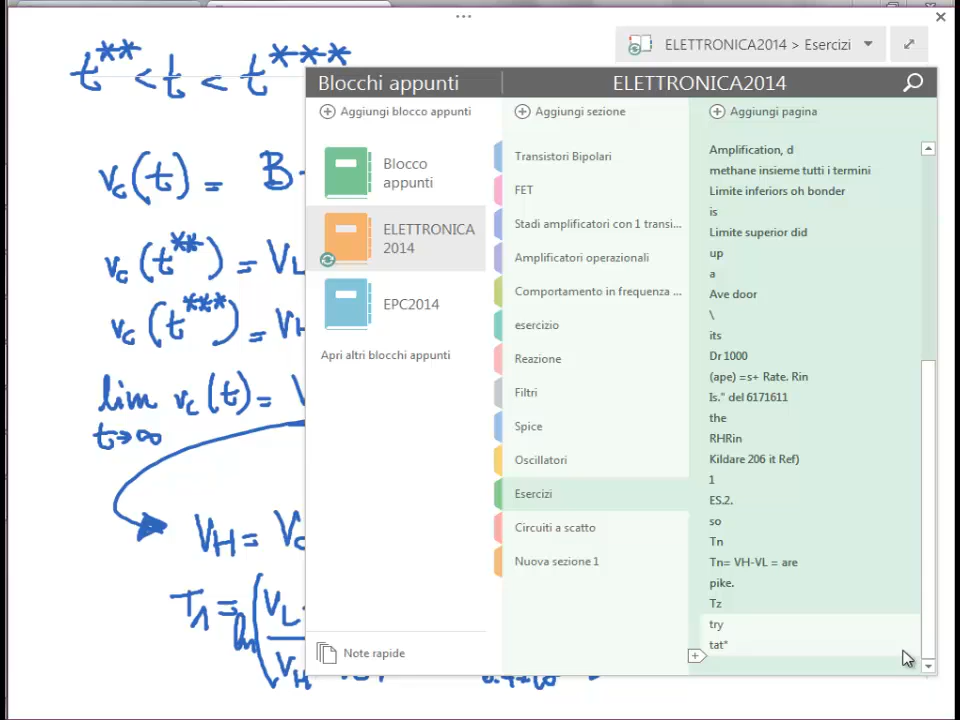 t** < t < t***
ELETTRONICA2014 > Esercizi
Blocchi appunti
ELETTRONICA2014
Aggiungi blocco appunti
Aggiungi sezione
Aggiungi pagina
Blocco
appunti
ELETTRONICA
2014
EPC2014
Apri altri blocchi appunti
Note rapide
Transistori Bipolari
FET
Stadi amplificatori con 1 transi...
Amplificatori operazionali
Comportamento in frequenza ...
esercizio
Reazione
Filtri
Spice
Oscillatori
Esercizi
Circuiti a scatto
Nuova sezione 1
Amplification, d
methane insieme tutti i termini
Limite inferiors oh bonder
is
Limite superior did
up
a
Ave door
\
its
Dr 1000
(ape) =s+ Rate. Rin
Is." del 6171611
the
RHRin
Kildare 206 it Ref)
1
ES.2.
so
Tn
Tn= VH-VL = are
pike.
Tz
try
tat"
vc(t) = B
vc(t**) = VL
vc(t***) = VH
lim vc(t) =
t→∞
VH =
T1 = ln (VL
VH